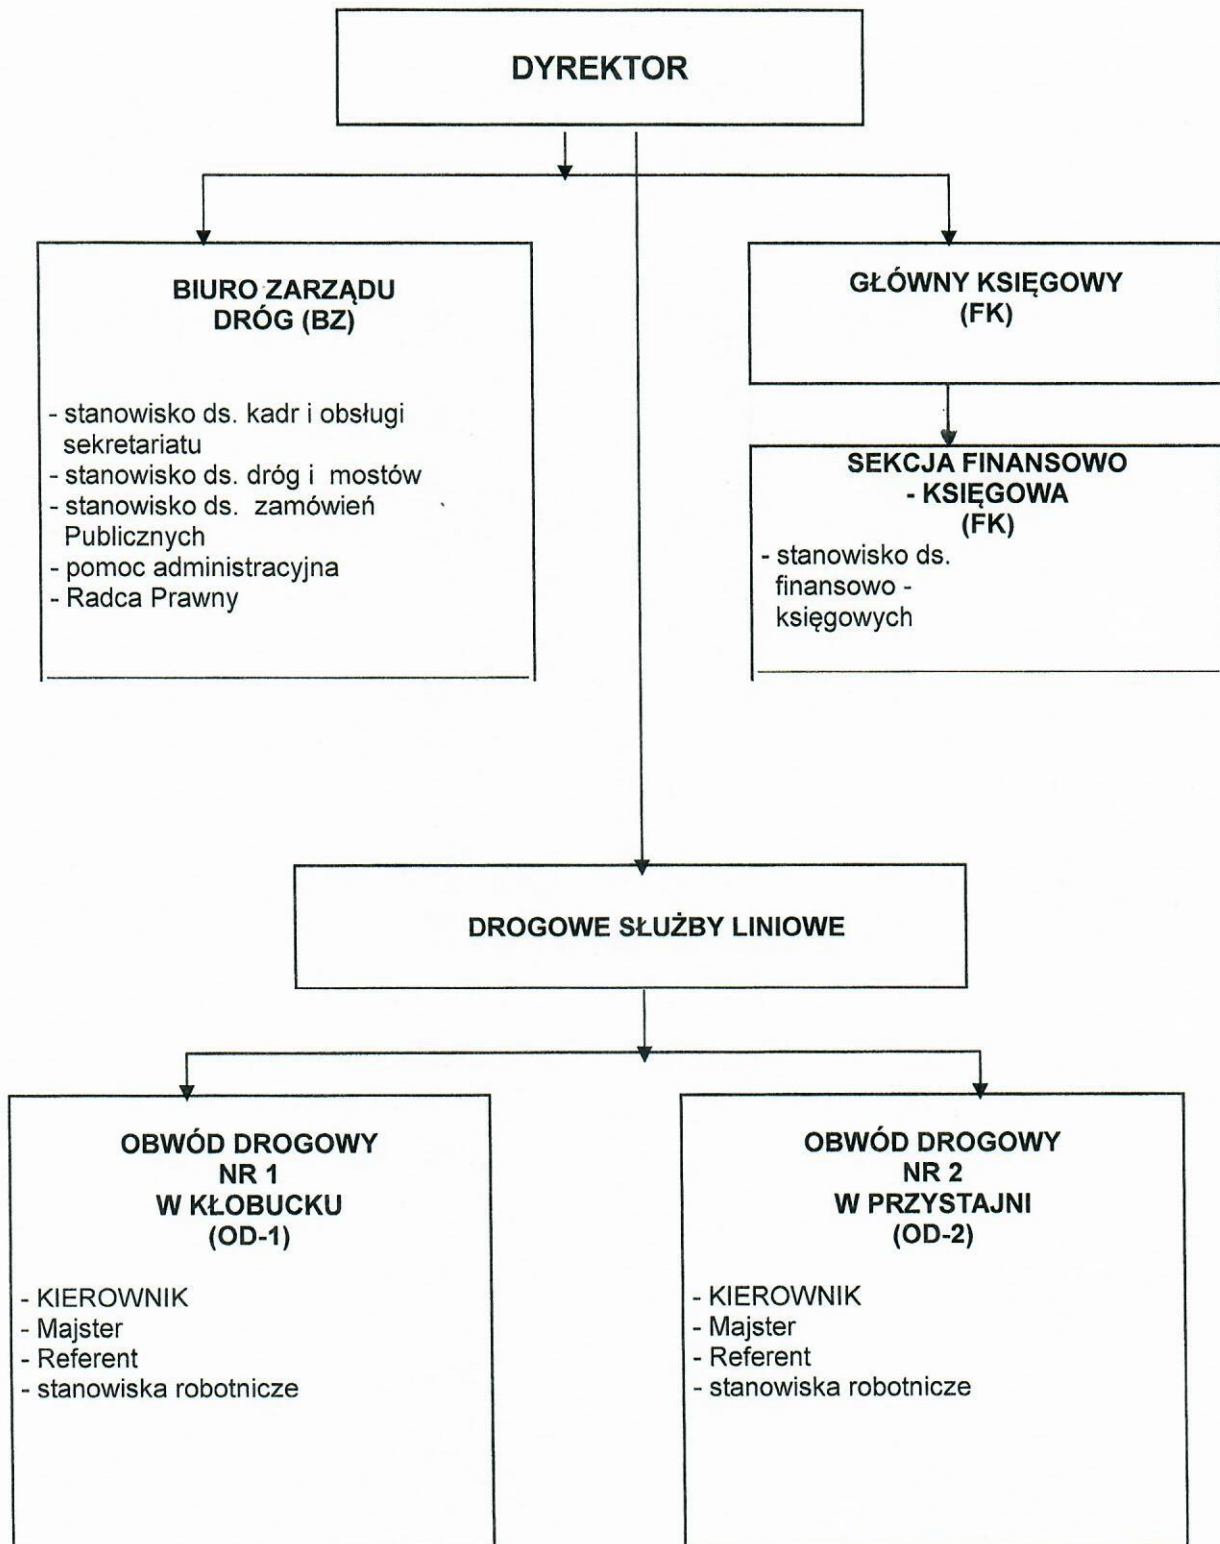 DYREKTOR
BIURO ZARZĄDU
DRÓG (BZ)
- stanowisko ds. kadr i obsługi
sekretariatu
- stanowisko ds. dróg i mostów
- stanowisko ds. zamówień
Publicznych
- pomoc administracyjna
- Radca Prawny
GŁÓWNY KSIĘGOWY
(FK)
SEKCJA FINANSOWO
- KSIĘGOWA
(FK)
- stanowisko ds.
finansowo -
księgowych
DROGOWE SŁUŻBY LINIOWE
OBWÓD DROGOWY
NR 1
W KŁOBUCKU
(OD-1)
- KIEROWNIK
- Majster
- Referent
- stanowiska robotnicze
OBWÓD DROGOWY
NR 2
W PRZYSTAJNI
(OD-2)
- KIEROWNIK
- Majster
- Referent
- stanowiska robotnicze